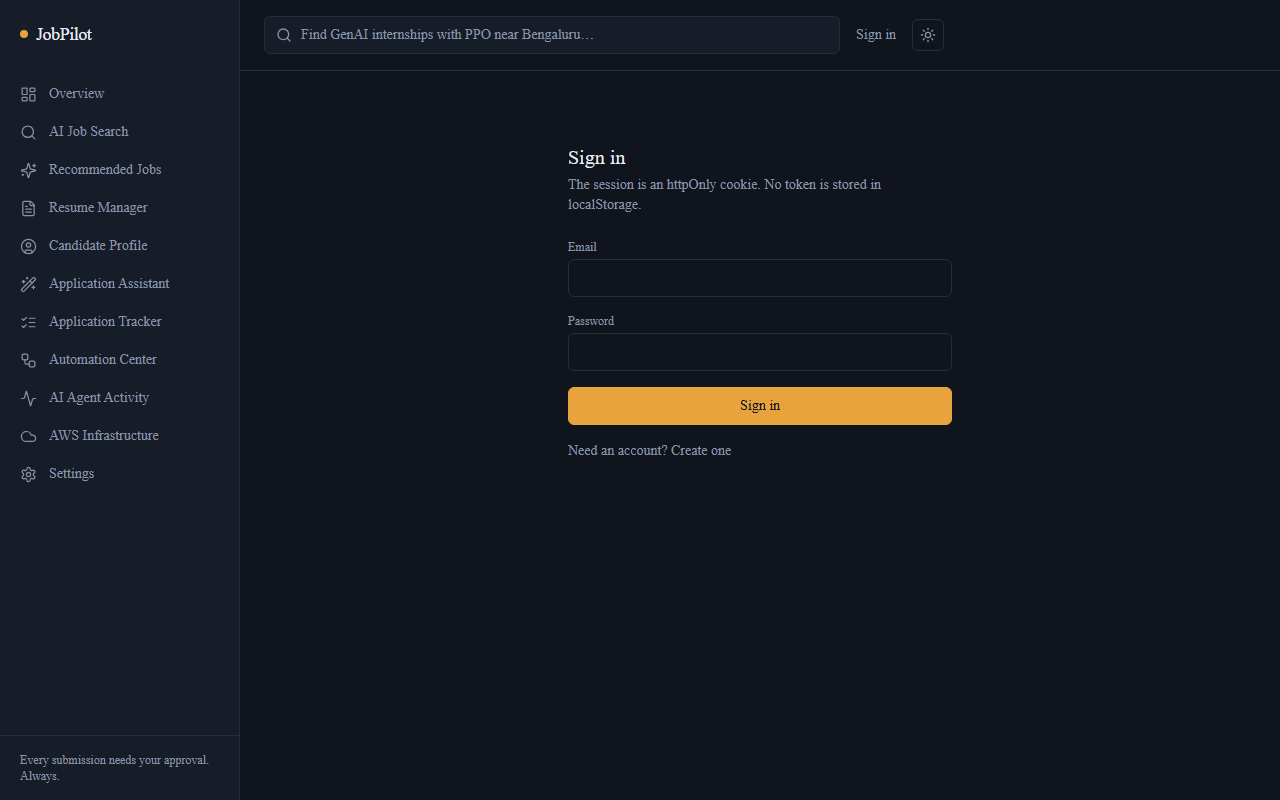 JobPilot
Overview
AI Job Search
Recommended Jobs
Resume Manager
Candidate Profile
Application Assistant
Application Tracker
Automation Center
AI Agent Activity
AWS Infrastructure
Settings
Every submission needs your approval.
Always.
Find GenAI internships with PPO near Bengaluru…
Sign in
Sign in
The session is an httpOnly cookie. No token is stored in
localStorage.
Email
Password
Sign in
Need an account? Create one